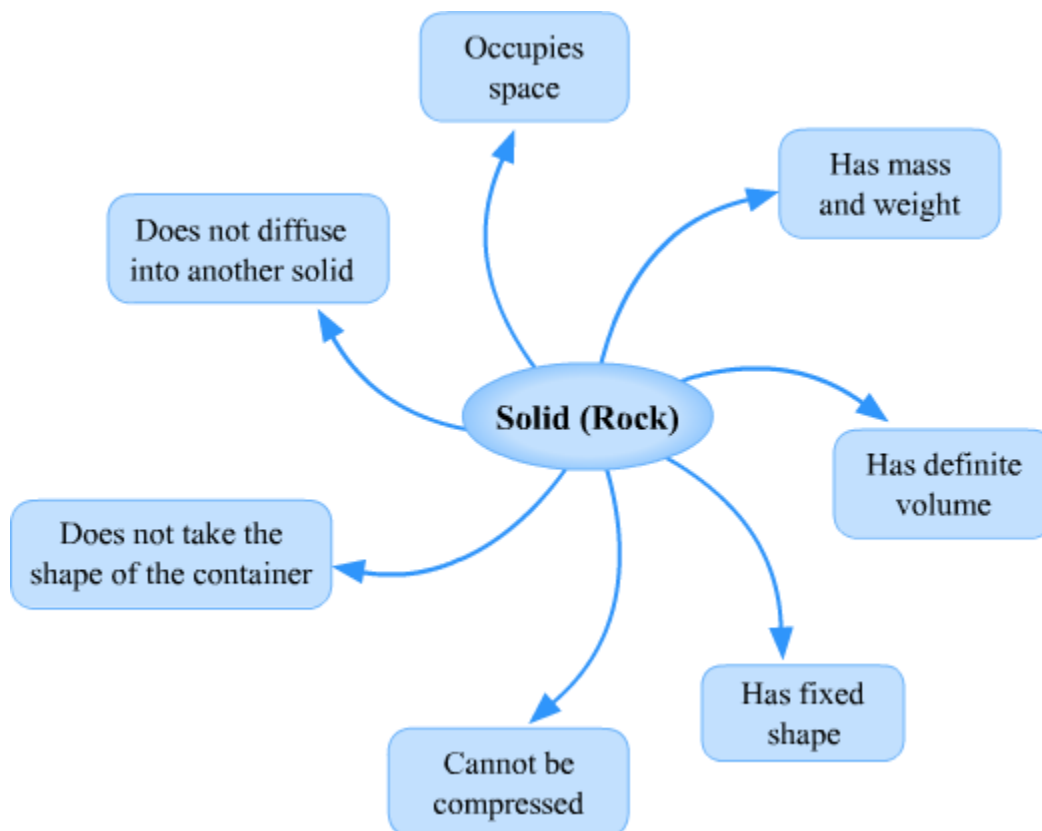 Occupies
space
Has mass
and weight
Does not diffuse
into another solid
Solid (Rock)
Has definite
volume
Does not take the
shape of the container
Has fixed
shape
Cannot be
compressed